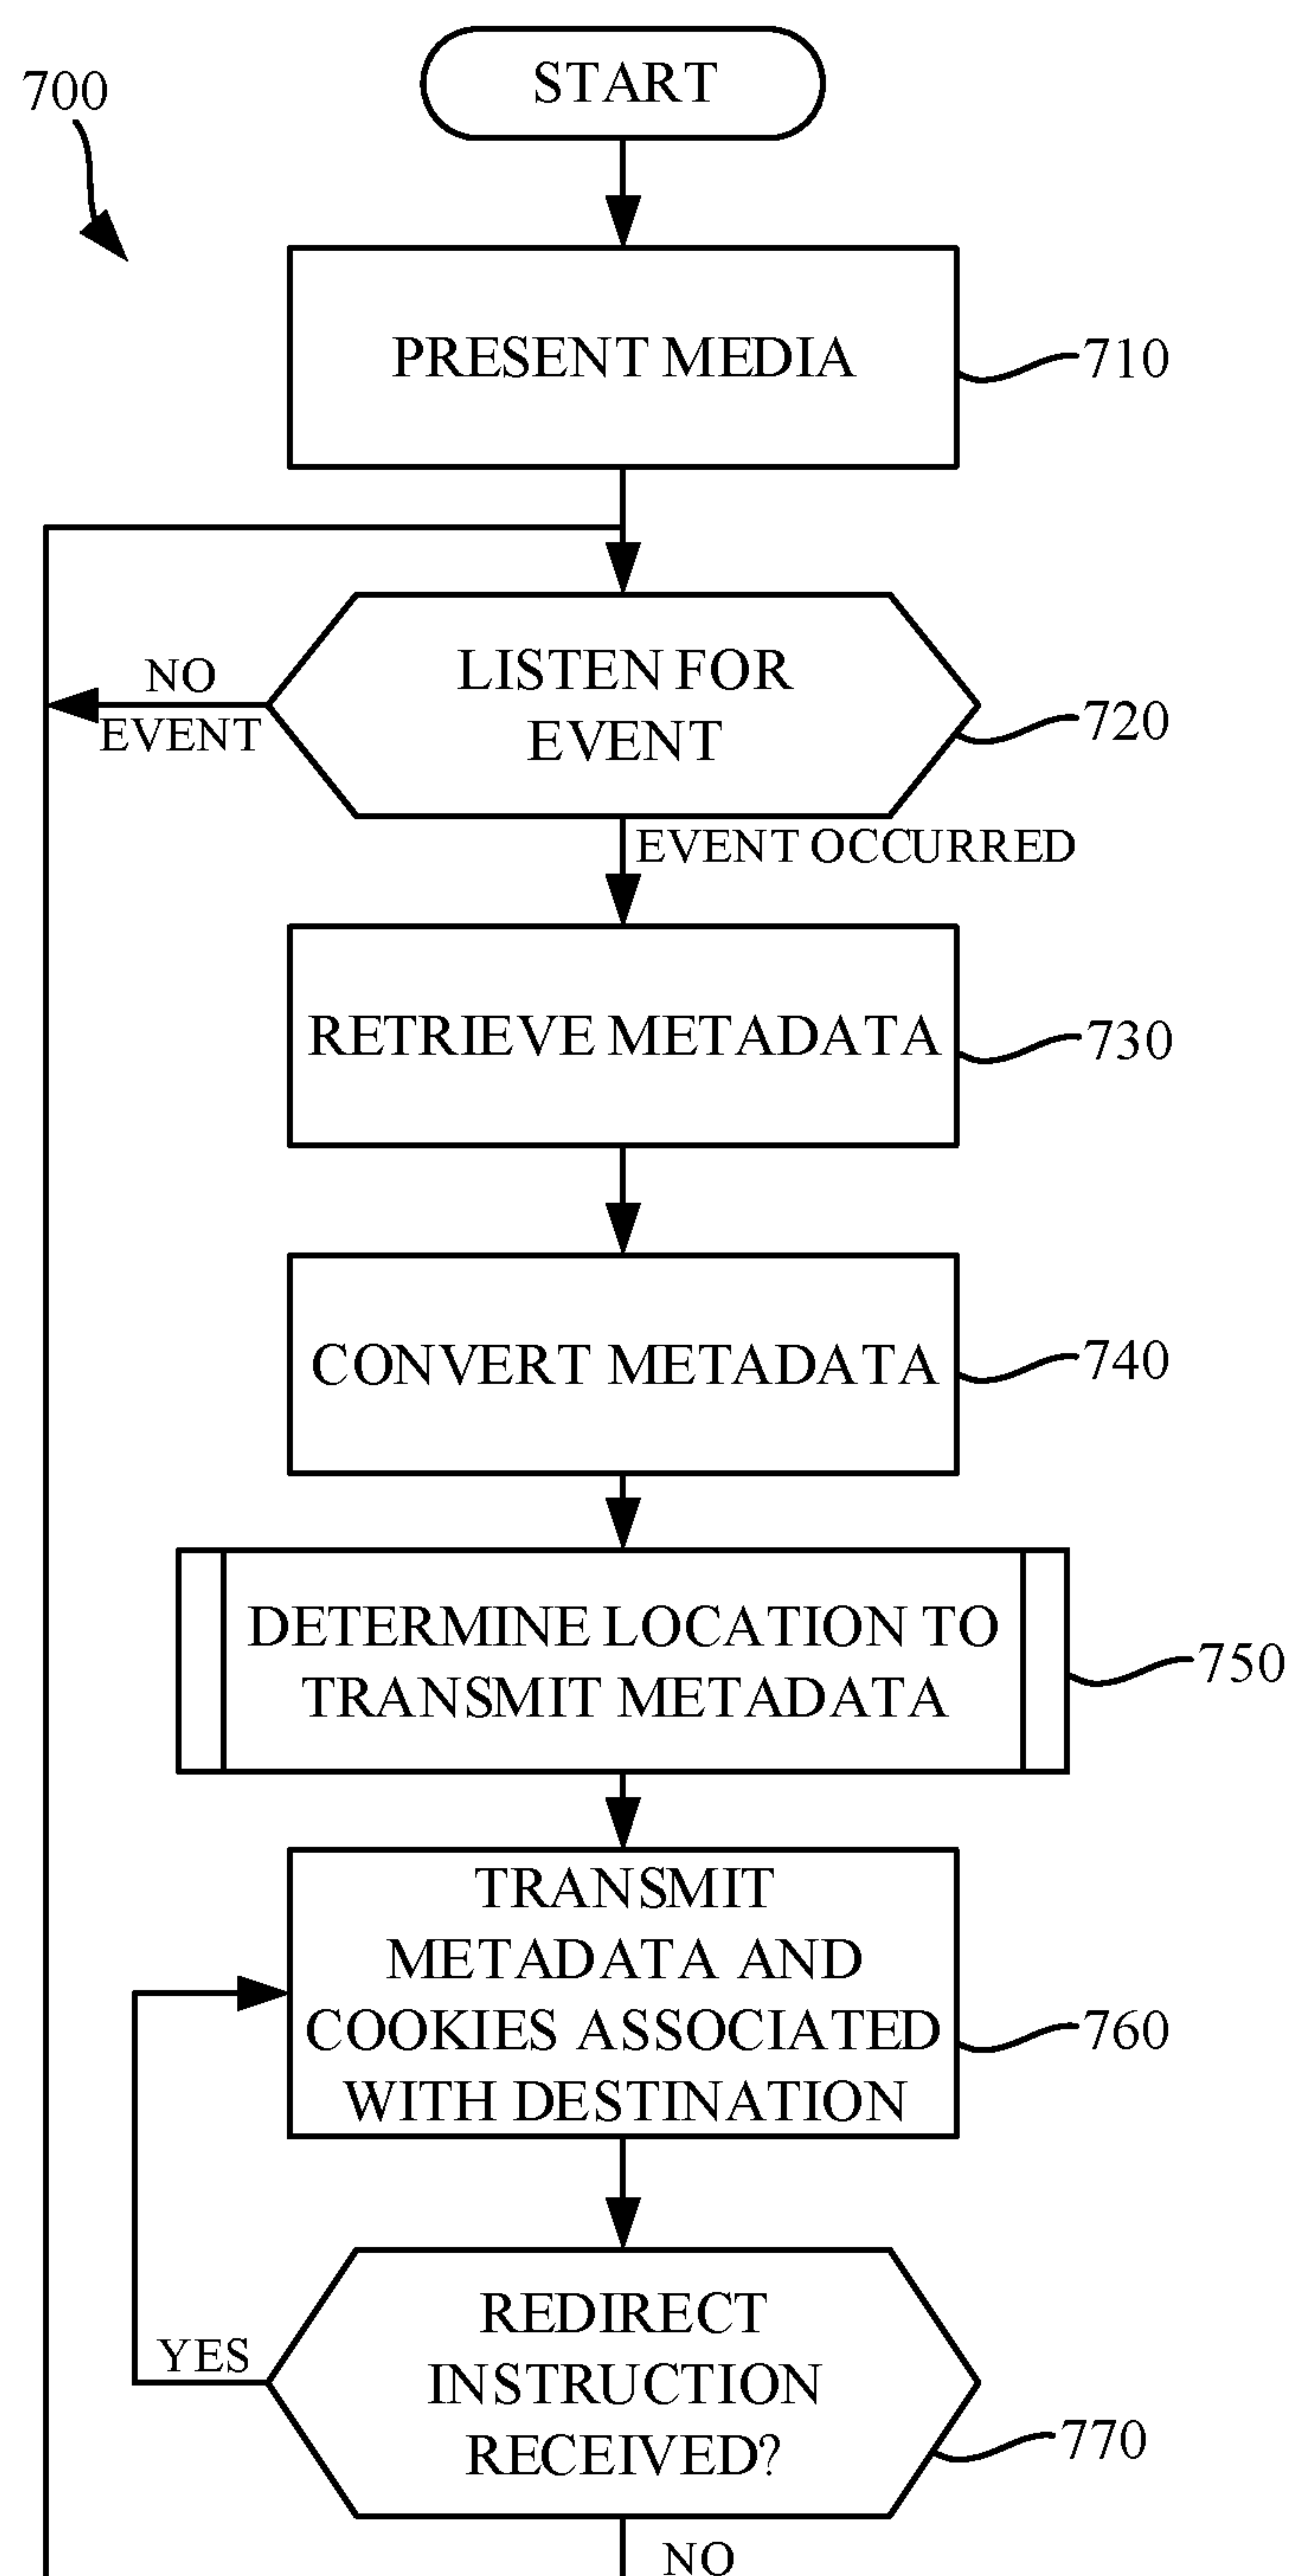 700
START
PRESENT MEDIA
710
LISTEN FOR
EVENT
720
NO
EVENT
EVENT OCCURRED
RETRIEVE METADATA
730
CONVERT METADATA
740
DETERMINE LOCATION TO
TRANSMIT METADATA
750
TRANSMIT
METADATA AND
COOKIES ASSOCIATED
WITH DESTINATION
760
REDIRECT
INSTRUCTION
RECEIVED?
770
YES
NO